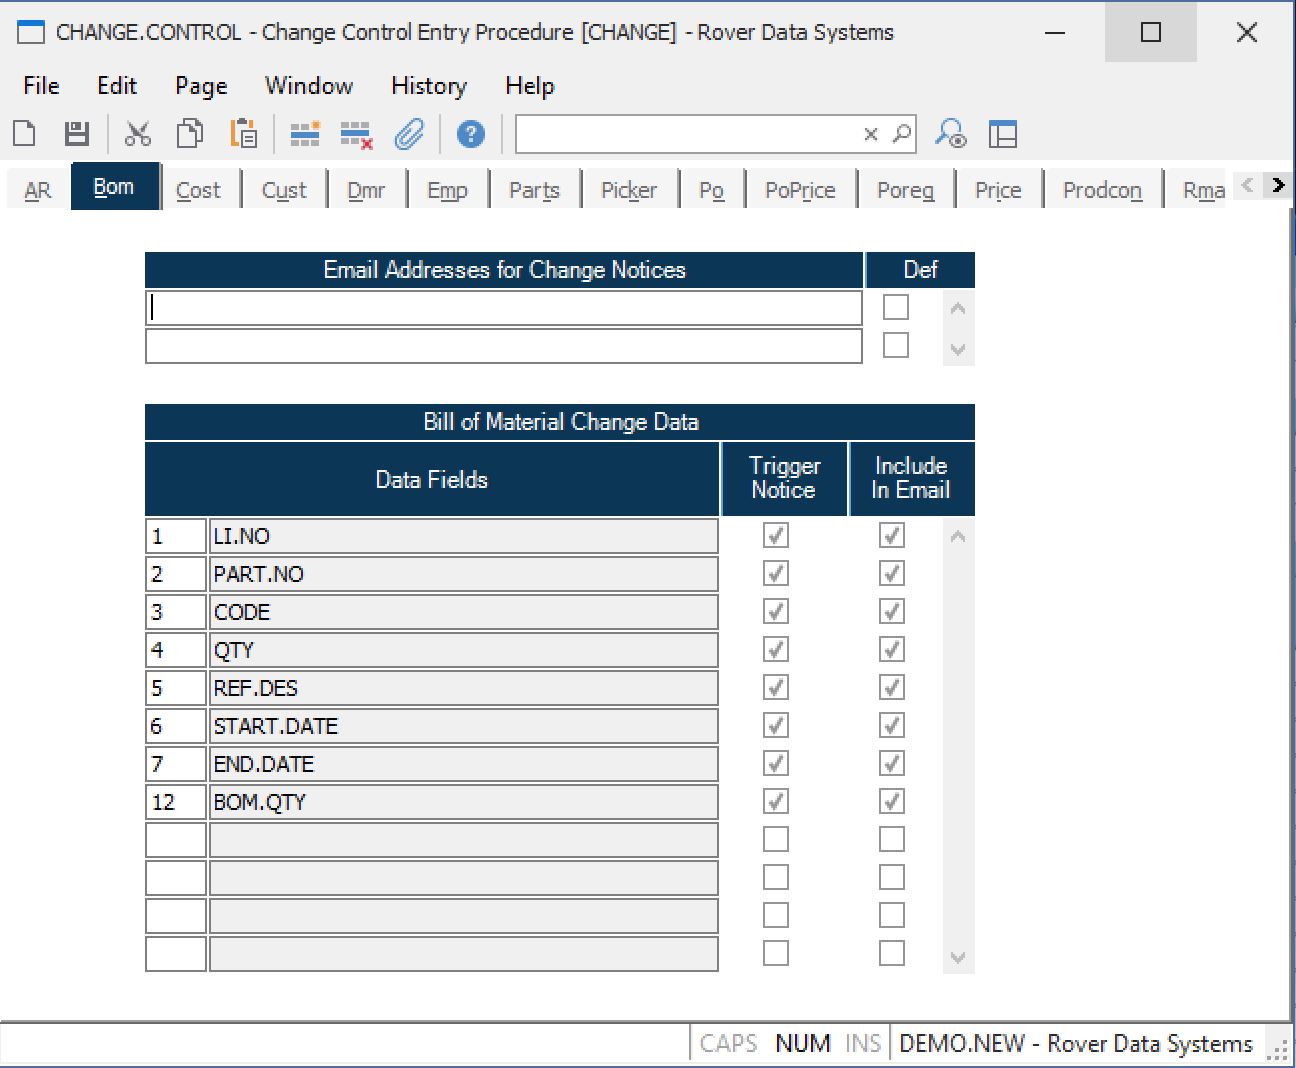 CHANGE.CONTROL - Change Control Entry Procedure [CHANGE] - Rover Data Systems
File Edit Page Window History Help
AR Bom Cost Cust Dmr Emp Parts Picker Po PoPrice Poreg Price Prodcon Rma
Email Addresses for Change Notices Def
Bill of Material Change Data
Data Fields Trigger Notice Include In Email
1 LI.NO
2 PART.NO
3 CODE
4 QTY
5 REF.DES
6 START.DATE
7 END.DATE
12 BOM.QTY
CAPS NUM INS DEMO.NEW - Rover Data Systems